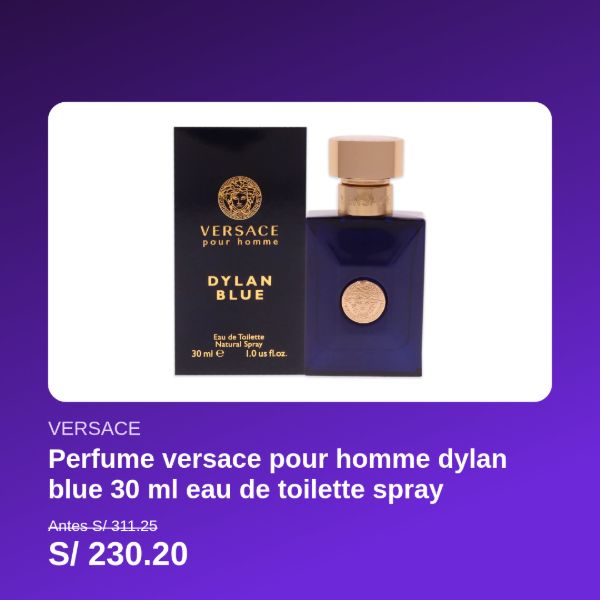 VERSACE
pour homme
DYLAN
BLUE
Eau de Toilette
Natural Spray
30 ml ℮ 1.0 us fl.oz.
VERSACE
Perfume versace pour homme dylan
blue 30 ml eau de toilette spray
Antes S/ 311.25
S/ 230.20